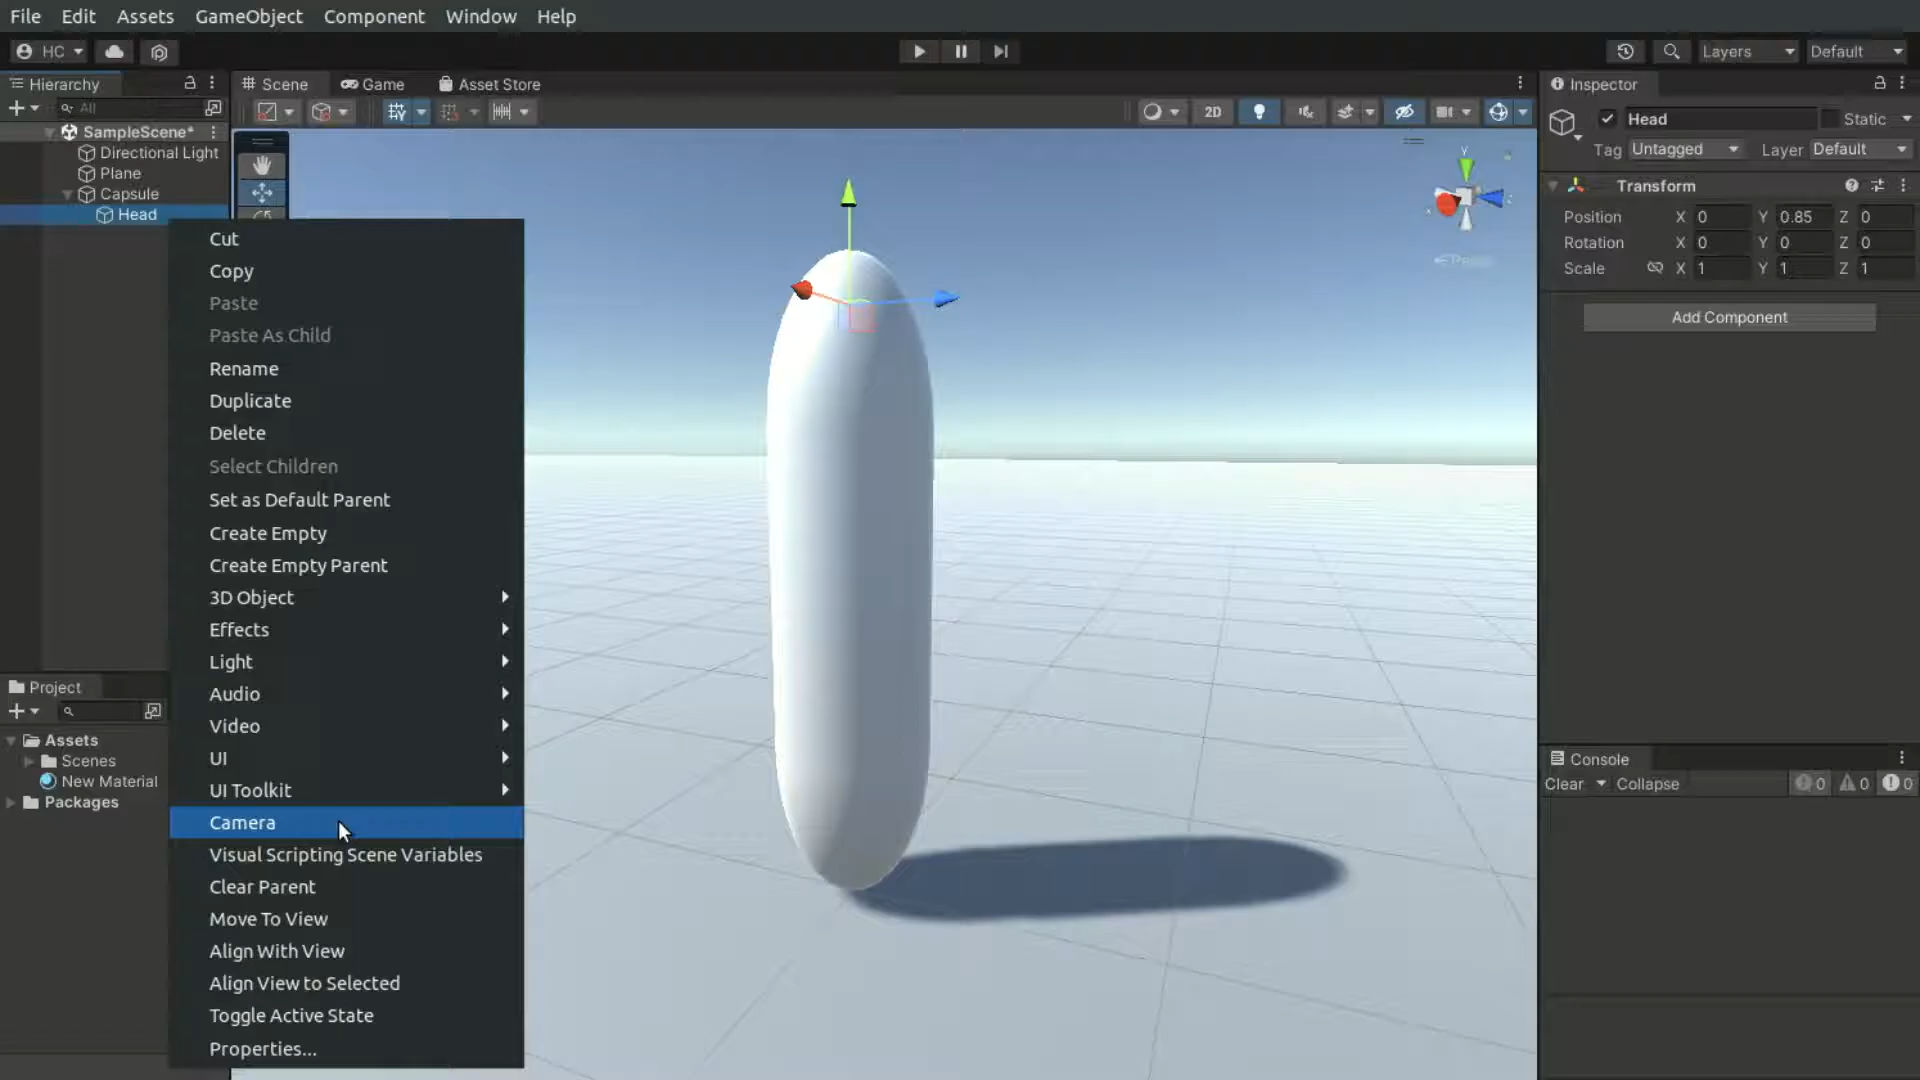 File Edit Assets GameObject Component Window Help
HC Layers Default
Hierarchy
All
SampleScene*
Directional Light
Plane
Capsule
Head
Scene Game Asset Store
2D
Y
Persp
Cut
Copy
Paste
Paste As Child
Rename
Duplicate
Delete
Select Children
Set as Default Parent
Create Empty
Create Empty Parent
3D Object
Effects
Light
Audio
Video
UI
UI Toolkit
Camera
Visual Scripting Scene Variables
Clear Parent
Move To View
Align With View
Align View to Selected
Toggle Active State
Properties...
Project
Assets
Scenes
New Material
Packages
Inspector
Head Static
Tag Untagged Layer Default
Transform
Position X 0 Y 0.85 Z 0
Rotation X 0 Y 0 Z 0
Scale X 1 Y 1 Z 1
Add Component
Console
Clear Collapse 0 0 0